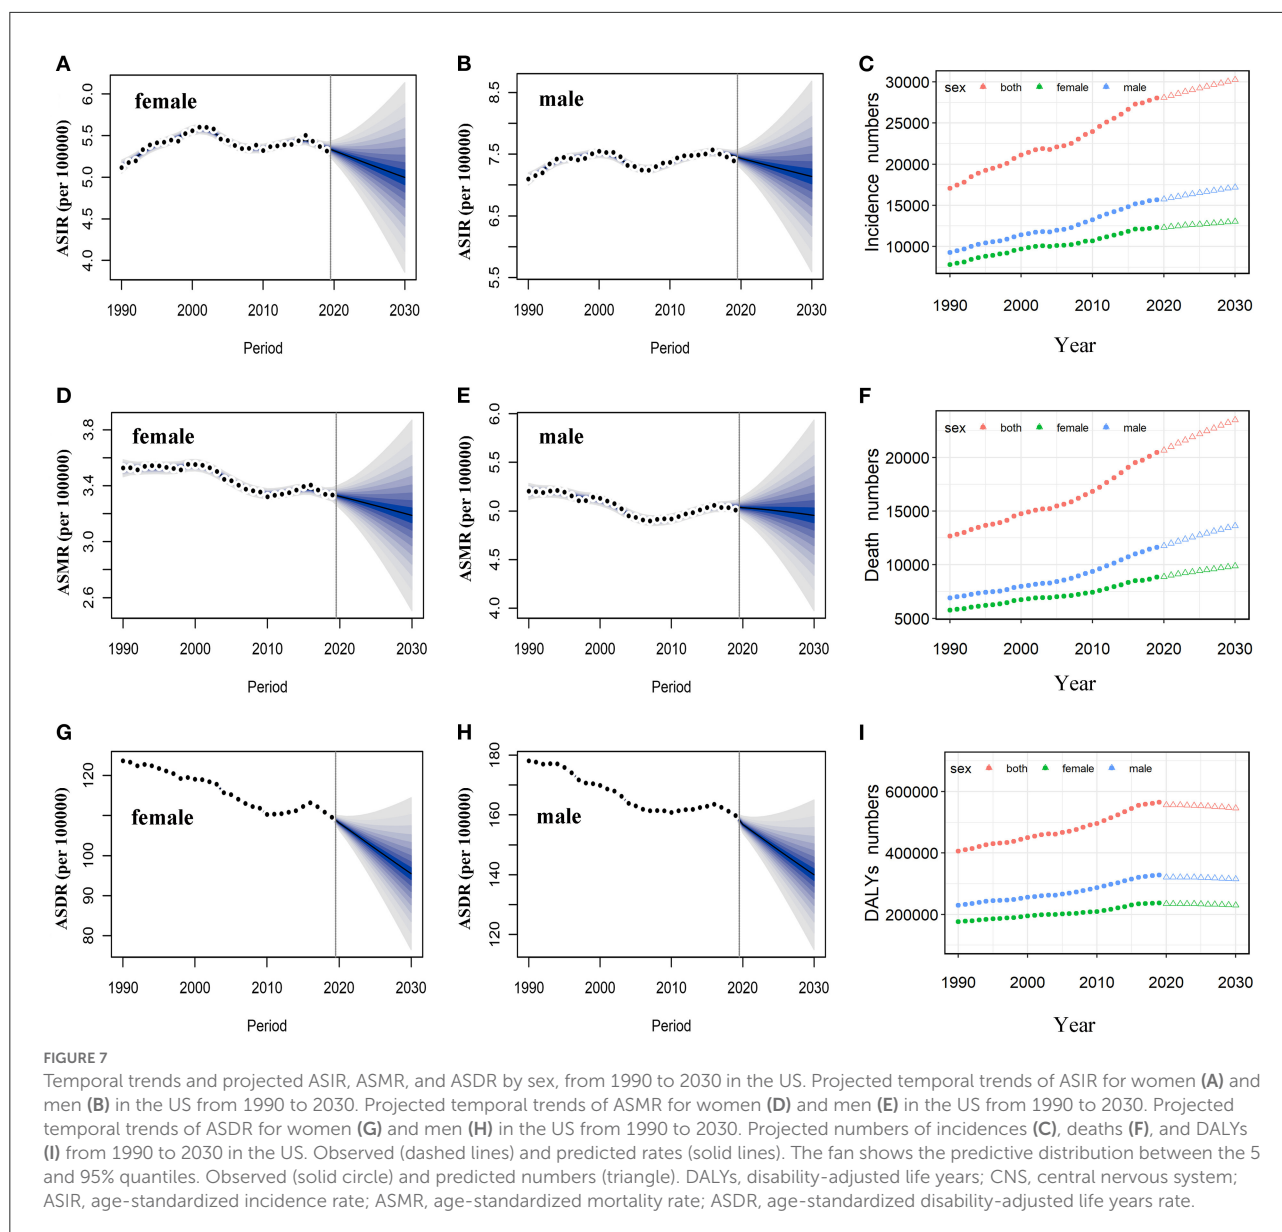 A
female
ASIR (per 100000)
6.0
5.5
5.0
4.5
4.0
1990 2000 2010 2020 2030
Period
B
male
ASIR (per 100000)
8.5
7.5
6.5
5.5
1990 2000 2010 2020 2030
Period
C
sex both female male
Incidence numbers
30000
25000
20000
15000
10000
1990 2000 2010 2020 2030
Year
D
female
ASMR (per 100000)
3.8
3.4
3.0
2.6
1990 2000 2010 2020 2030
Period
E
male
ASMR (per 100000)
6.0
5.5
5.0
4.5
4.0
1990 2000 2010 2020 2030
Period
F
sex both female male
Death numbers
20000
15000
10000
5000
1990 2000 2010 2020 2030
Year
G
female
ASDR (per 100000)
120
100
90
80
1990 2000 2010 2020 2030
Period
H
male
ASDR (per 100000)
180
160
140
120
1990 2000 2010 2020 2030
Period
I
sex both female male
DALYs numbers
600000
400000
200000
1990 2000 2010 2020 2030
Year
FIGURE 7
Temporal trends and projected ASIR, ASMR, and ASDR by sex, from 1990 to 2030 in the US. Projected temporal trends of ASIR for women (A) and
men (B) in the US from 1990 to 2030. Projected temporal trends of ASMR for women (D) and men (E) in the US from 1990 to 2030. Projected
temporal trends of ASDR for women (G) and men (H) in the US from 1990 to 2030. Projected numbers of incidences (C), deaths (F), and DALYs
(I) from 1990 to 2030 in the US. Observed (dashed lines) and predicted rates (solid lines). The fan shows the predictive distribution between the 5
and 95% quantiles. Observed (solid circle) and predicted numbers (triangle). DALYs, disability-adjusted life years; CNS, central nervous system;
ASIR, age-standardized incidence rate; ASMR, age-standardized mortality rate; ASDR, age-standardized disability-adjusted life years rate.